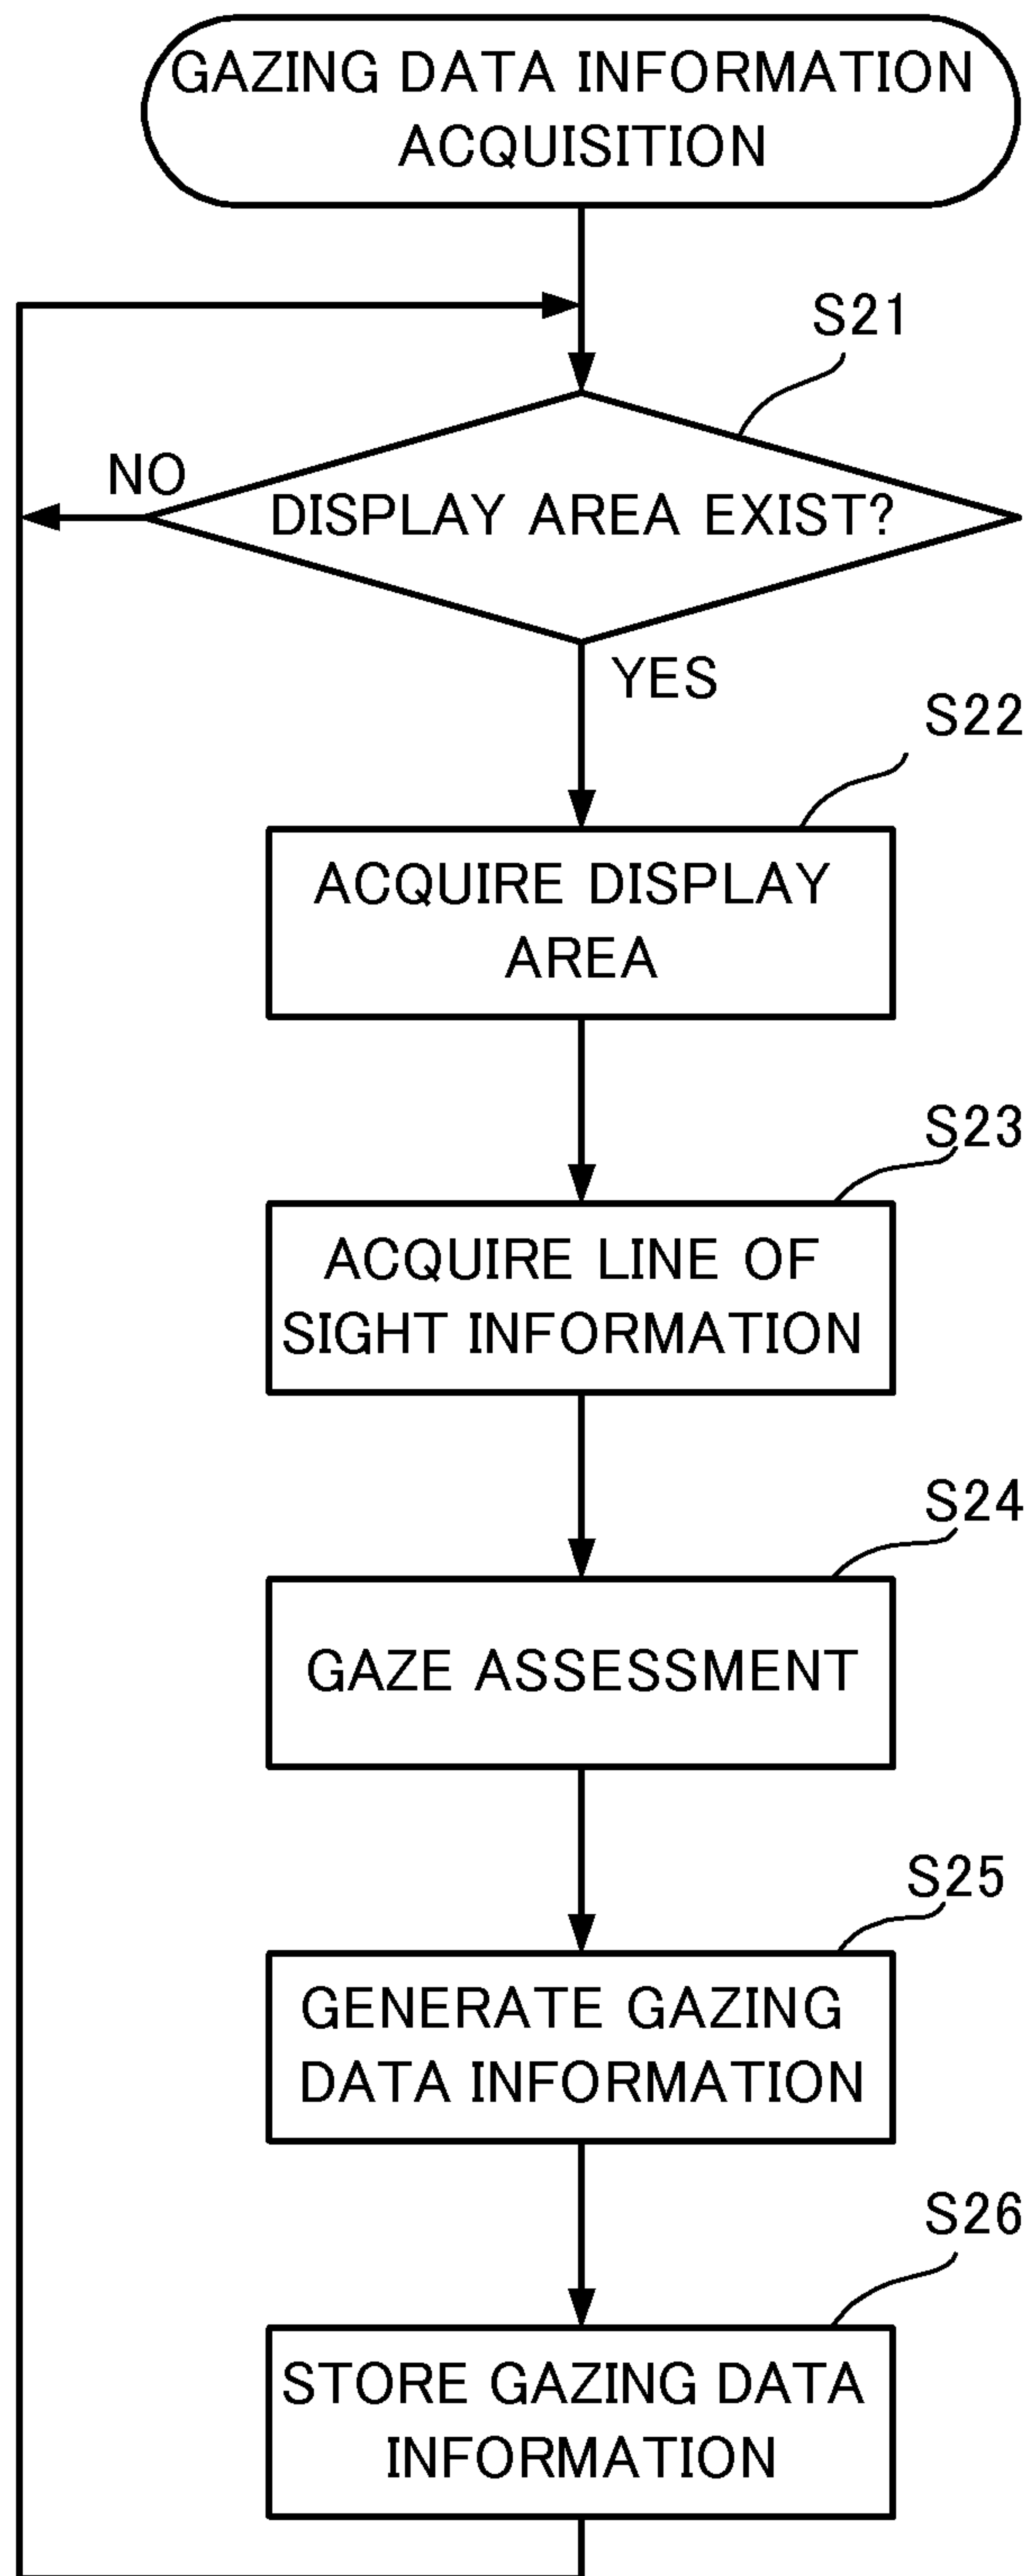 GAZING DATA INFORMATION
ACQUISITION
S21
NO
DISPLAY AREA EXIST?
YES
S22
ACQUIRE DISPLAY
AREA
S23
ACQUIRE LINE OF
SIGHT INFORMATION
S24
GAZE ASSESSMENT
S25
GENERATE GAZING
DATA INFORMATION
S26
STORE GAZING DATA
INFORMATION